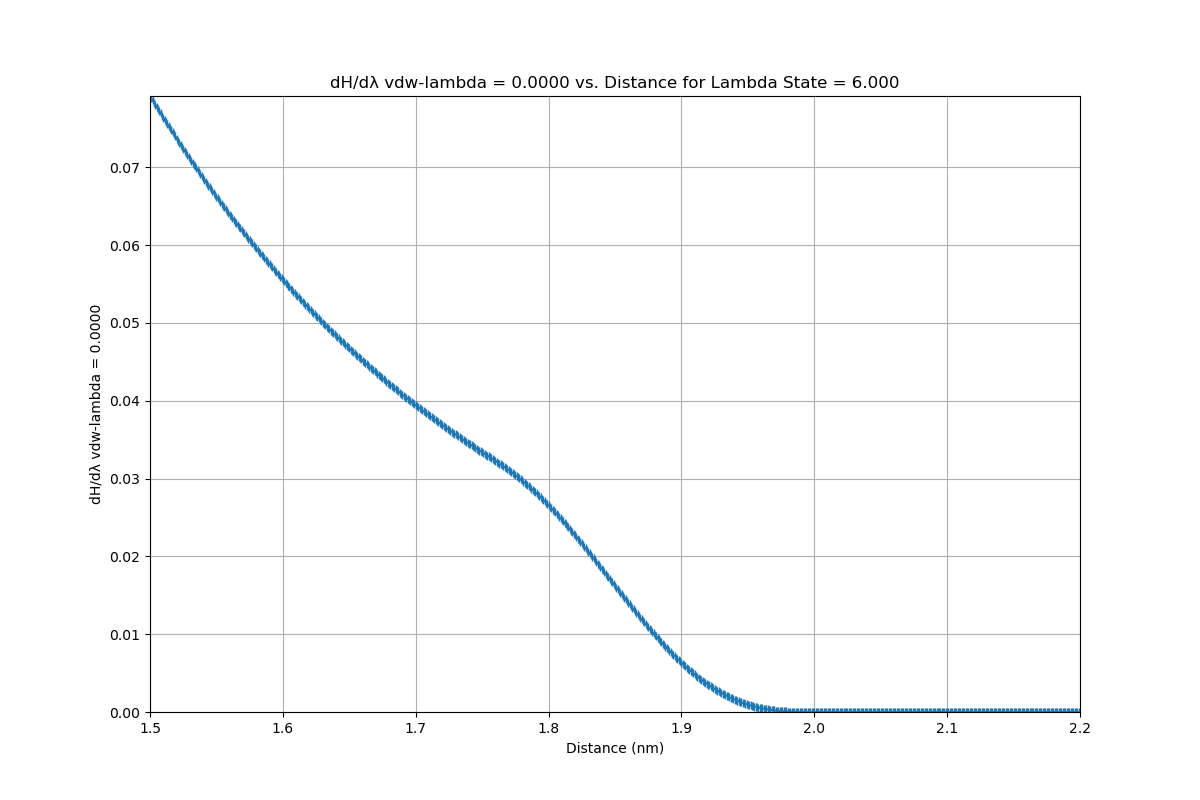 dH/dλ vdw-lambda = 0.0000 vs. Distance for Lambda State = 6.000
dH/dλ vdw-lambda = 0.0000
0.07
0.06
0.05
0.04
0.03
0.02
0.01
0.00
1.5 1.6 1.7 1.8 1.9 2.0 2.1 2.2
Distance (nm)